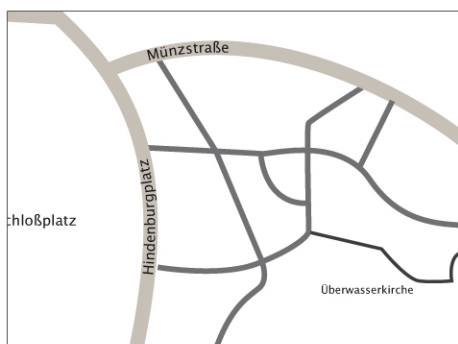 Münzstraße
Hindenburgplatz
chloßplatz
Überwasserkirche